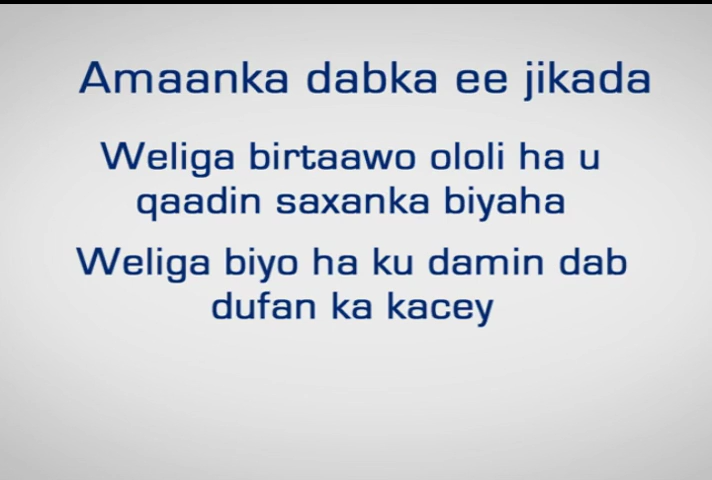 Amaanka dabka ee jikada
Weliga birtaawo ololi ha u
qaadin saxanka biyaha
Weliga biyo ha ku damin dab
dufan ka kacey